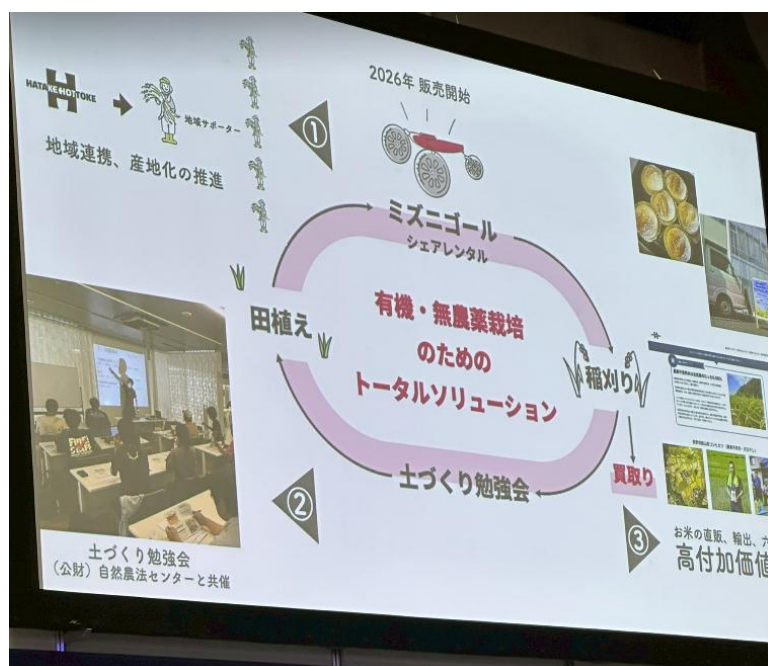 HATAKE HOTTOKE
地域サポーター
地域連携、産地化の推進
①
2026年 販売開始
ミズニゴール
シェアレンタル
有機・無農薬栽培
のための
トータルソリューション
田植え
稲刈り
買取り
土づくり勉強会
②
土づくり勉強会
（公財）自然農法センターと共催
③
お米の直販、輸出、六
高付加価値